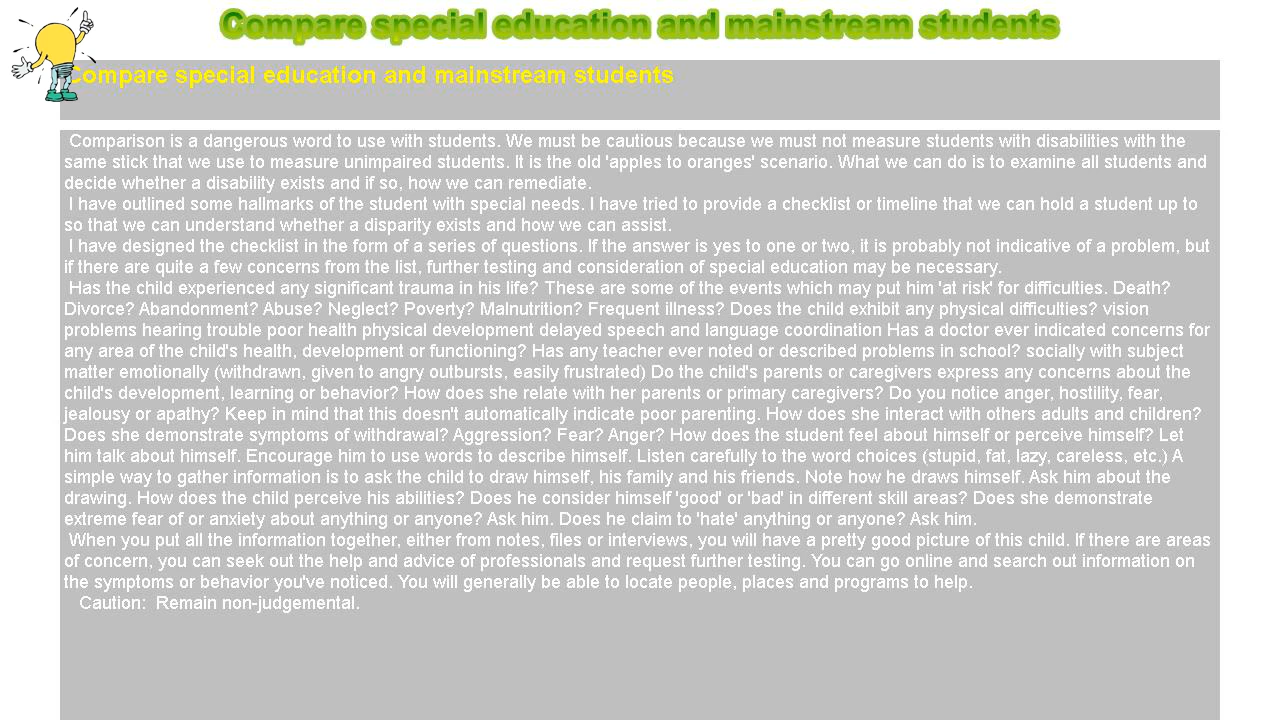 Compare special education and mainstream students
Compare special education and mainstream students
Comparison is a dangerous word to use with students. We must be cautious because we must not measure students with disabilities with the
same stick that we use to measure unimpaired students. It is the old 'apples to oranges' scenario. What we can do is to examine all students and
decide whether a disability exists and if so, how we can remediate.
I have outlined some hallmarks of the student with special needs. I have tried to provide a checklist or timeline that we can hold a student up to
so that we can understand whether a disparity exists and how we can assist.
I have designed the checklist in the form of a series of questions. If the answer is yes to one or two, it is probably not indicative of a problem, but
if there are quite a few concerns from the list, further testing and consideration of special education may be necessary.
Has the child experienced any significant trauma in his life? These are some of the events which may put him 'at risk' for difficulties. Death?
Divorce? Abandonment? Abuse? Neglect? Poverty? Malnutrition? Frequent illness? Does the child exhibit any physical difficulties? vision
problems hearing trouble poor health physical development delayed speech and language coordination Has a doctor ever indicated concerns for
any area of the child's health, development or functioning? Has any teacher ever noted or described problems in school? socially with subject
matter emotionally (withdrawn, given to angry outbursts, easily frustrated) Do the child's parents or caregivers express any concerns about the
child's development, learning or behavior? How does she relate with her parents or primary caregivers? Do you notice anger, hostility, fear,
jealousy or apathy? Keep in mind that this doesn't automatically indicate poor parenting. How does she interact with others adults and children?
Does she demonstrate symptoms of withdrawal? Aggression? Fear? Anger? How does the student feel about himself or perceive himself? Let
him talk about himself. Encourage him to use words to describe himself. Listen carefully to the word choices (stupid, fat, lazy, careless, etc.) A
simple way to gather information is to ask the child to draw himself, his family and his friends. Note how he draws himself. Ask him about the
drawing. How does the child perceive his abilities? Does he consider himself 'good' or 'bad' in different skill areas? Does she demonstrate
extreme fear of or anxiety about anything or anyone? Ask him. Does he claim to 'hate' anything or anyone? Ask him.
When you put all the information together, either from notes, files or interviews, you will have a pretty good picture of this child. If there are areas
of concern, you can seek out the help and advice of professionals and request further testing. You can go online and search out information on
the symptoms or behavior you've noticed. You will generally be able to locate people, places and programs to help.
Caution: Remain non-judgemental.